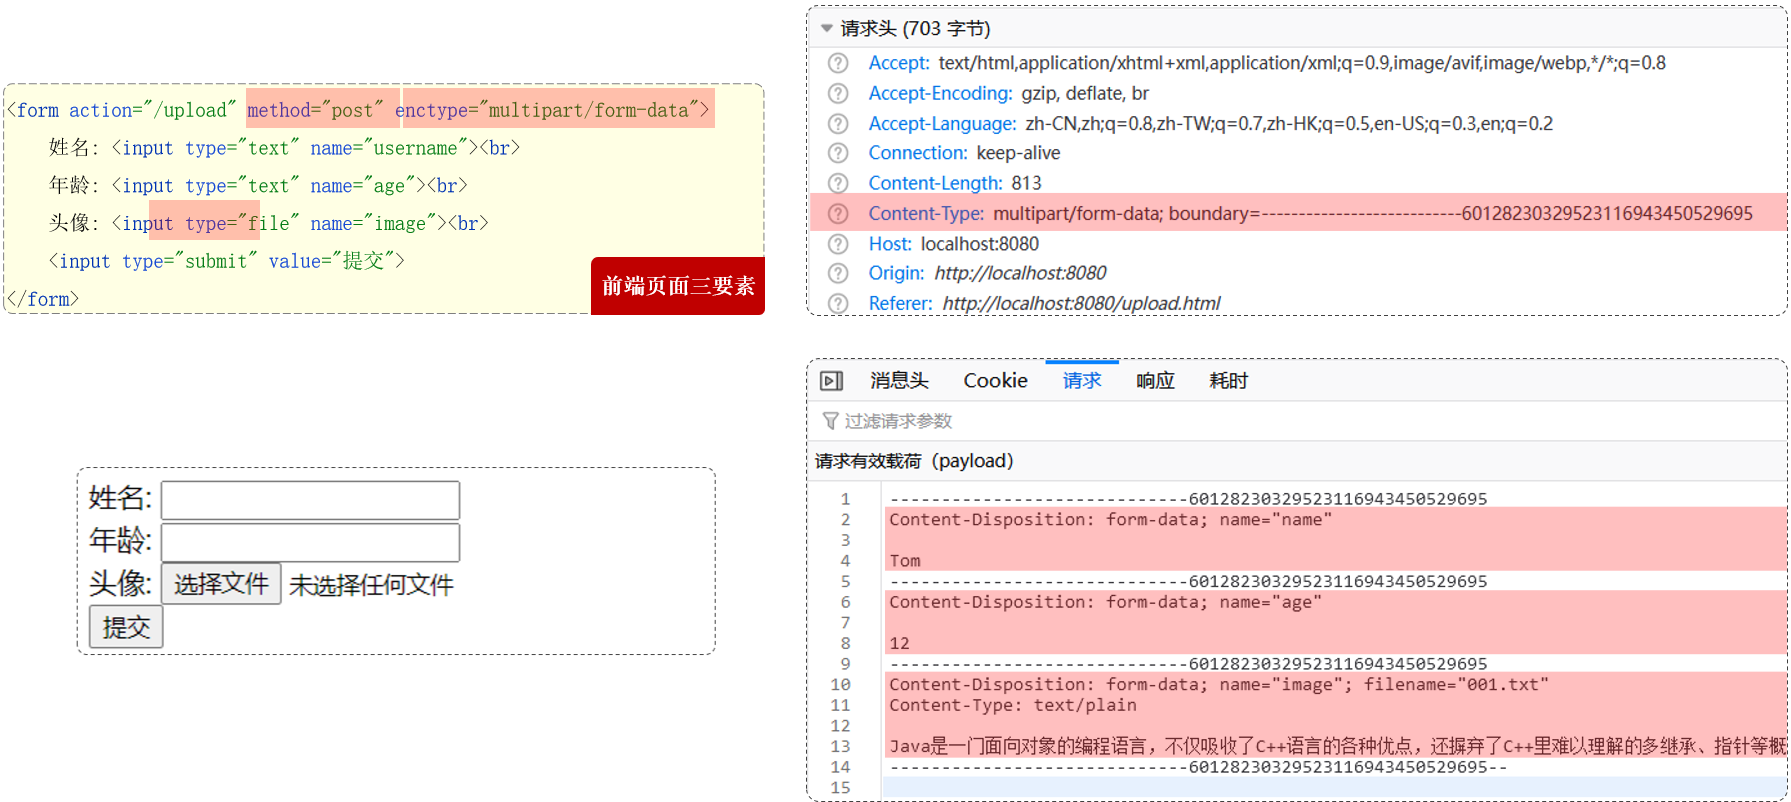 <form action="/upload" method="post" enctype="multipart/form-data">
姓名: <input type="text" name="username"><br>
年龄: <input type="text" name="age"><br>
头像: <input type="file" name="image"><br>
<input type="submit" value="提交">
</form>
前端页面三要素
姓名:
年龄:
头像: 选择文件 未选择任何文件
提交
请求头 (703 字节)
Accept: text/html,application/xhtml+xml,application/xml;q=0.9,image/avif,image/webp,*/*;q=0.8
Accept-Encoding: gzip, deflate, br
Accept-Language: zh-CN,zh;q=0.8,zh-TW;q=0.7,zh-HK;q=0.5,en-US;q=0.3,en;q=0.2
Connection: keep-alive
Content-Length: 813
Content-Type: multipart/form-data; boundary=---------------------------601282303295231169434505296​95
Host: localhost:8080
Origin: http://localhost:8080
Referer: http://localhost:8080/upload.html
消息头 Cookie 请求 响应 耗时
过滤请求参数
请求有效载荷（payload）
1 -----------------------------60128230329523116943450529695
2 Content-Disposition: form-data; name="name"
3
4 Tom
5 -----------------------------60128230329523116943450529695
6 Content-Disposition: form-data; name="age"
7
8 12
9 -----------------------------60128230329523116943450529695
10 Content-Disposition: form-data; name="image"; filename="001.txt"
11 Content-Type: text/plain
12
13 Java是一门面向对象的编程语言，不仅吸收了C++语言的各种优点，还摒弃了C++里难以理解的多继承、指针等概
14 -----------------------------60128230329523116943450529695--
15